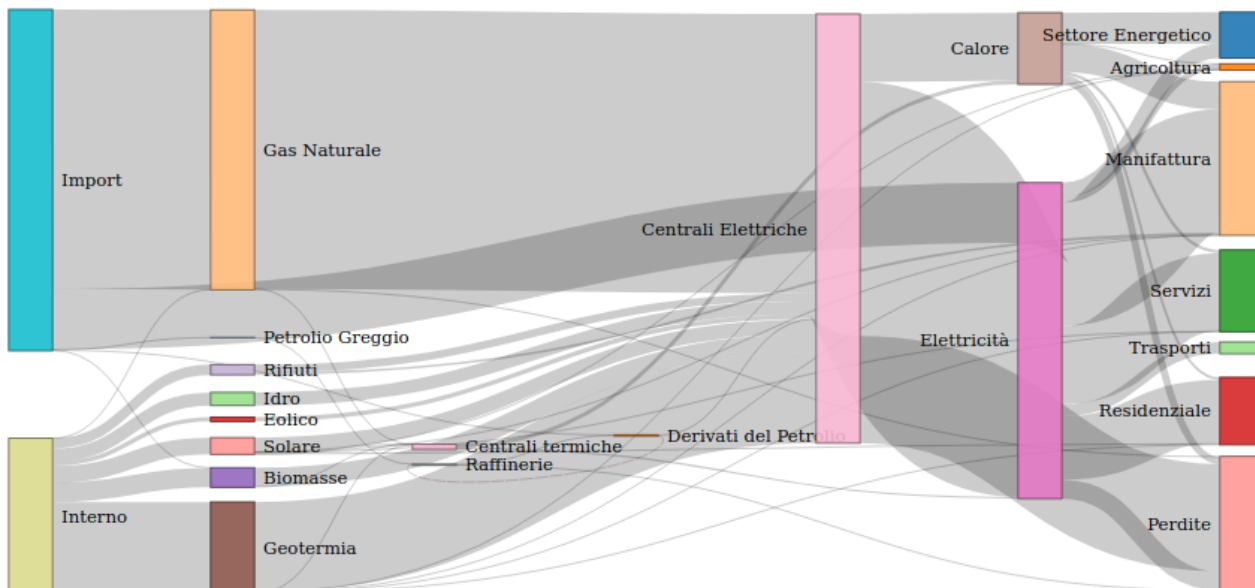 Import
Interno
Gas Naturale
Petrolio Greggio
Rifiuti
Idro
Eolico
Solare
Biomasse
Geotermia
Centrali termiche
Raffinerie
Derivati del Petrolio
Centrali Elettriche
Calore
Elettricità
Settore Energetico
Agricoltura
Manifattura
Servizi
Trasporti
Residenziale
Perdite